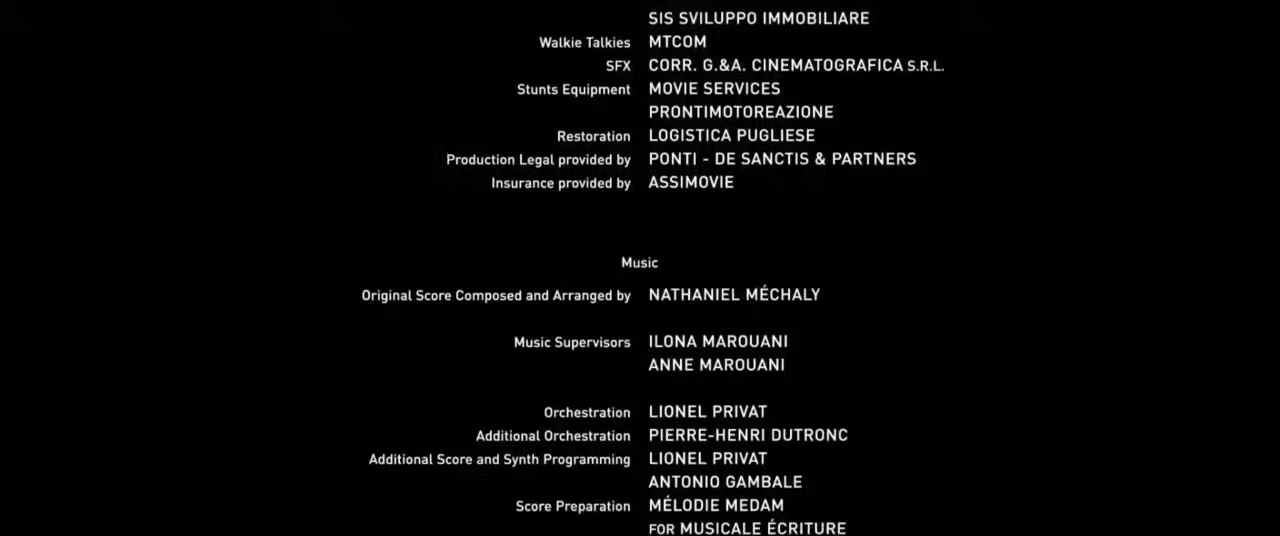 SIS SVILUPPO IMMOBILIARE
Walkie Talkies MTCOM
SFX CORR. G.&A. CINEMATOGRAFICA S.R.L.
Stunts Equipment MOVIE SERVICES
PRONTIMOTOREAZIONE
Restoration LOGISTICA PUGLIESE
Production Legal provided by PONTI - DE SANCTIS & PARTNERS
Insurance provided by ASSIMOVIE
Music
Original Score Composed and Arranged by NATHANIEL MÉCHALY
Music Supervisors ILONA MAROUANI
ANNE MAROUANI
Orchestration LIONEL PRIVAT
Additional Orchestration PIERRE-HENRI DUTRONC
Additional Score and Synth Programming LIONEL PRIVAT
ANTONIO GAMBALE
Score Preparation MÉLODIE MEDAM
FOR MUSICALE ÉCRITURE